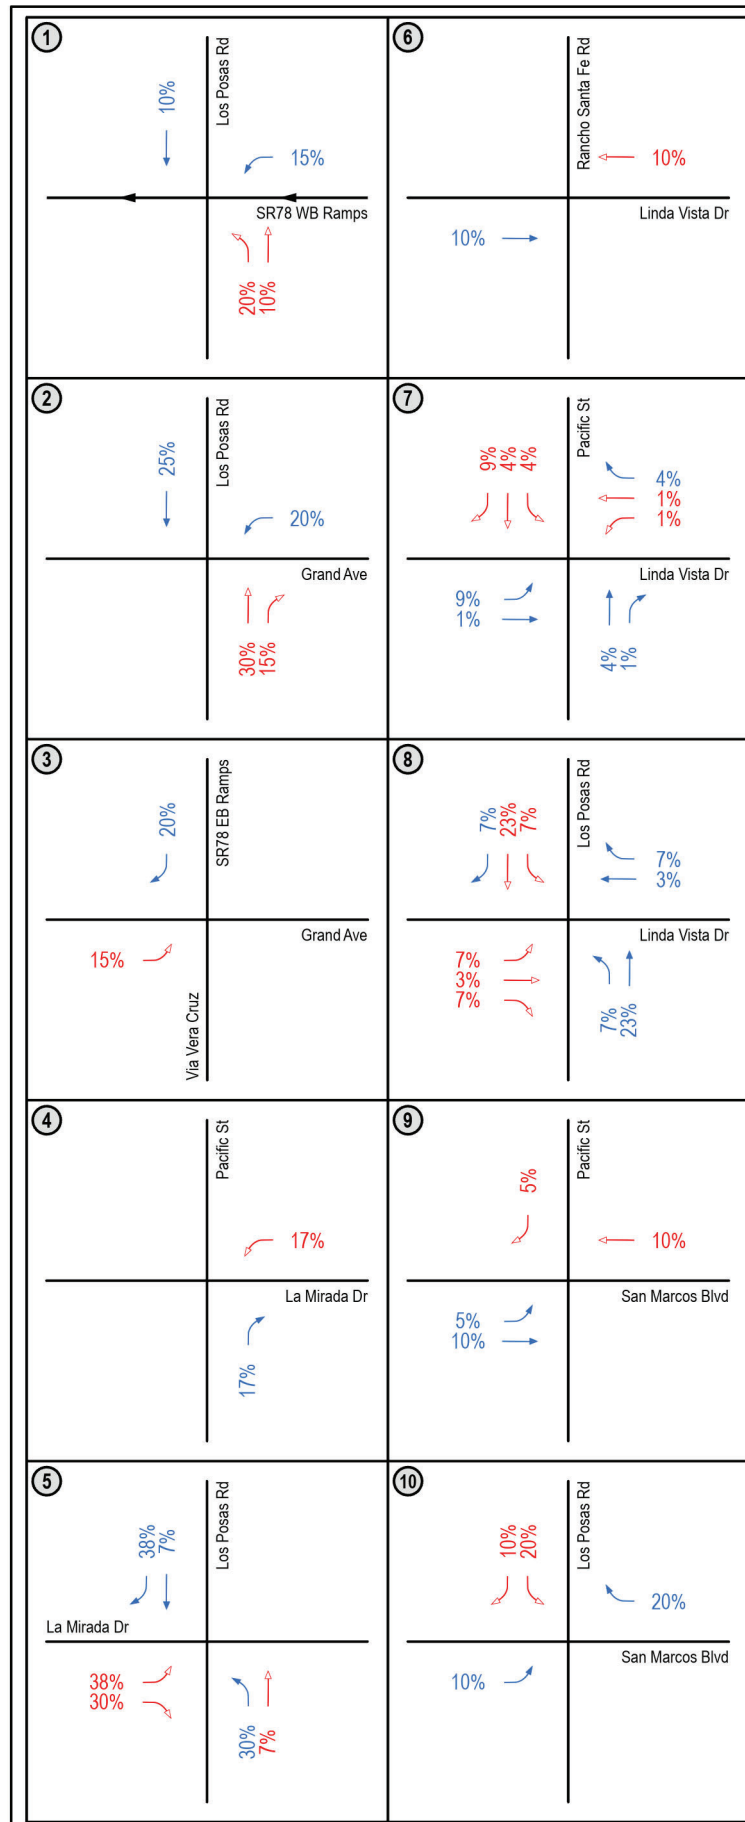 1
Los Posas Rd
10%
15%
SR78 WB Ramps
20%
10%
2
Los Posas Rd
25%
20%
Grand Ave
30%
15%
3
SR78 EB Ramps
20%
Grand Ave
15%
Via Vera Cruz
4
Pacific St
17%
La Mirada Dr
17%
5
Los Posas Rd
38%
7%
La Mirada Dr
38%
30%
30%
7%
6
Rancho Santa Fe Rd
10%
Linda Vista Dr
10%
7
Pacific St
9%
4%
4%
4%
1%
1%
Linda Vista Dr
9%
1%
4%
1%
8
Los Posas Rd
7%
23%
7%
7%
3%
Linda Vista Dr
7%
3%
7%
7%
23%
9
Pacific St
5%
10%
San Marcos Blvd
5%
10%
10
Los Posas Rd
10%
20%
20%
San Marcos Blvd
10%